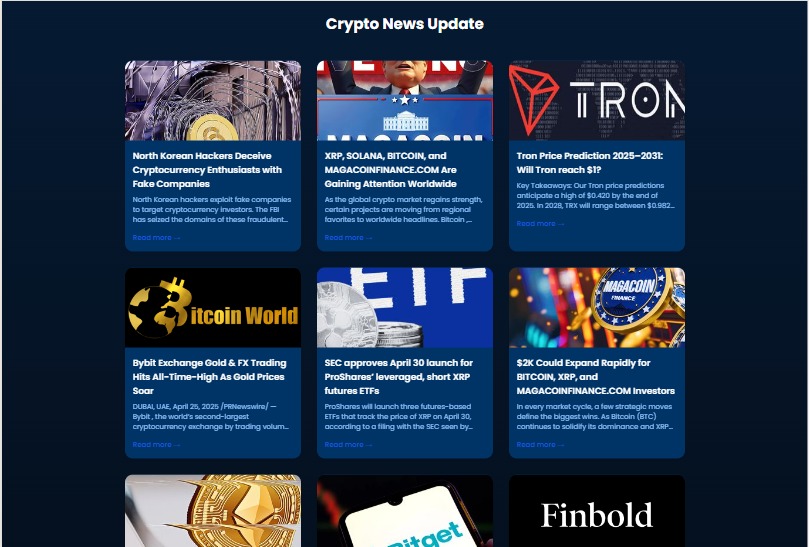 Crypto News Update
MAGACOIN
TRON
North Korean Hackers Deceive
Cryptocurrency Enthusiasts with
Fake Companies
North Korean hackers exploit fake companies
to target cryptocurrency investors. The FBI
has seized the domains of these fraudulent...
Read more →
XRP, SOLANA, BITCOIN, and
MAGACOINFINANCE.COM Are
Gaining Attention Worldwide
As the global crypto market regains strength,
certain projects are moving from regional
favorites to worldwide headlines. Bitcoin ,...
Read more →
Tron Price Prediction 2025–2031:
Will Tron reach $1?
Key Takeaways: Our Tron price predictions
anticipate a high of $0.420 by the end of
2025. In 2028, TRX will range between $0.982...
Read more →
Bitcoin World
ETF
MAGACOIN
FINANCE
Bybit Exchange Gold & FX Trading
Hits All-Time-High As Gold Prices
Soar
DUBAI, UAE, April 25, 2025 /PRNewswire/ —
Bybit , the world's second-largest
cryptocurrency exchange by trading volum...
Read more →
SEC approves April 30 launch for
ProShares' leveraged, short XRP
futures ETFs
ProShares will launch three futures-based
ETFs that track the price of XRP on April 30,
according to a filing with the SEC seen by...
Read more →
$2K Could Expand Rapidly for
BITCOIN, XRP, and
MAGACOINFINANCE.COM Investors
In every market cycle, a few strategic moves
define the biggest wins. As Bitcoin (BTC)
continues to solidify its dominance and XRP...
Read more →
Bitget
Finbold